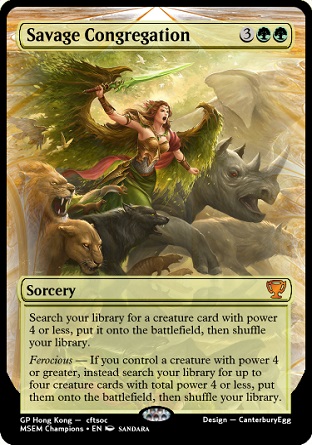 Savage Congregation 3
Sorcery
Search your library for a creature card with power
4 or less, put it onto the battlefield, then shuffle
your library.
Ferocious — If you control a creature with power 4
or greater, instead search your library for up to
four creature cards with total power 4 or less, put
them onto the battlefield, then shuffle your library.
GP Hong Kong — cftsoc
Design — CanterburyEgg
MSEM Champions • EN SANDARA